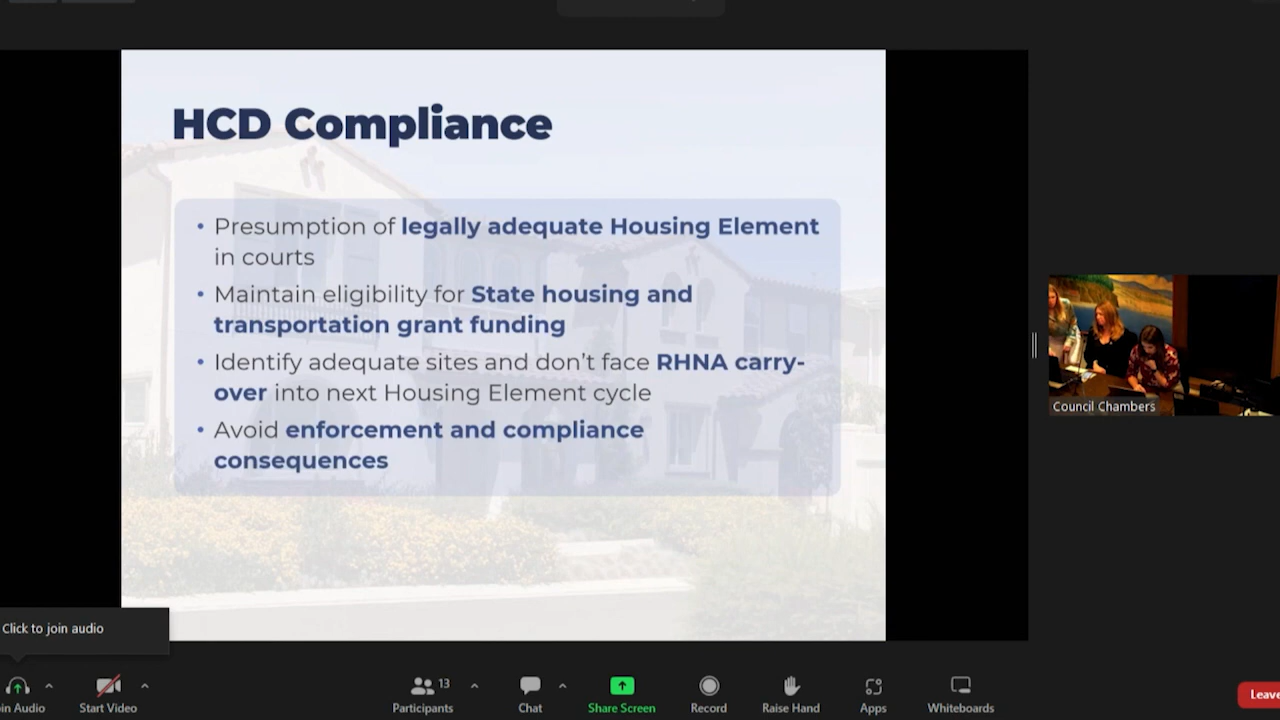 HCD Compliance
• Presumption of legally adequate Housing Element
in courts
• Maintain eligibility for State housing and
transportation grant funding
• Identify adequate sites and don't face RHNA carry-
over into next Housing Element cycle
• Avoid enforcement and compliance
consequences
Council Chambers
Click to join audio
in Audio
Start Video
Participants
13
Chat
Share Screen
Record
Raise Hand
Apps
Whiteboards
Leave